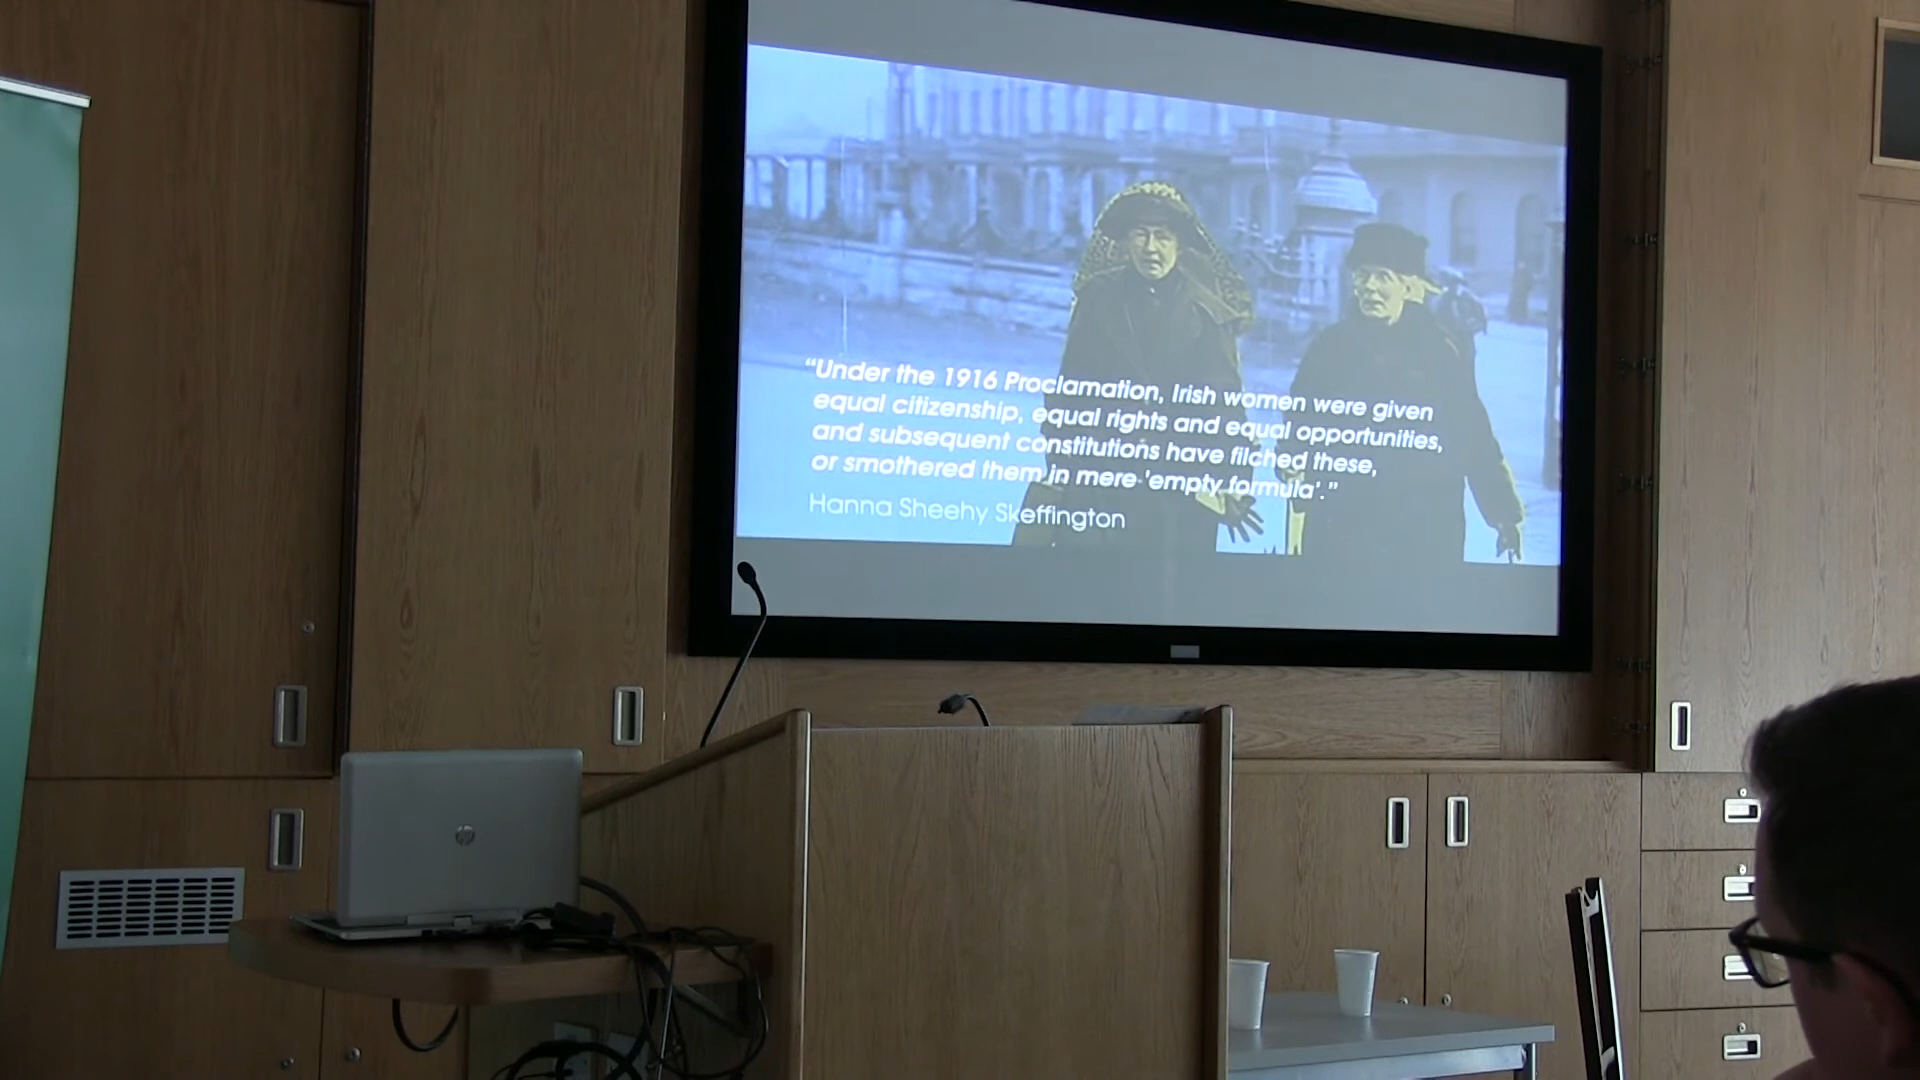 “Under the 1916 Proclamation, Irish women were given
equal citizenship, equal rights and equal opportunities,
and subsequent constitutions have filched these,
or smothered them in mere 'empty formula'.”
Hanna Sheehy Skeffington
hp